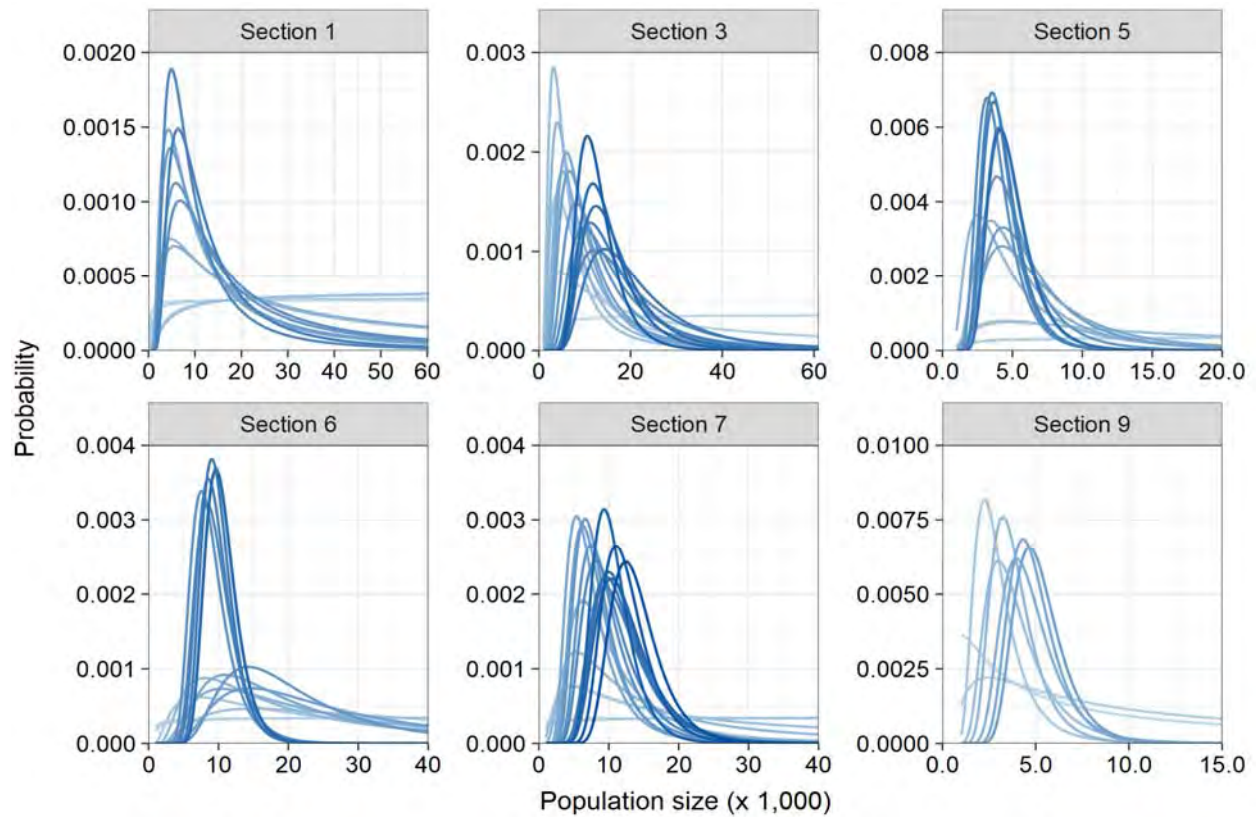 Section 1
Section 3
Section 5
0.0020
0.0015
0.0010
0.0005
0.0000
0 10 20 30 40 50 60
0.003
0.002
0.001
0.000
0 20 40 60
0.008
0.006
0.004
0.002
0.000
0.0 5.0 10.0 15.0 20.0
Probability
Section 6
Section 7
Section 9
0.004
0.003
0.002
0.001
0.000
0 10 20 30 40
0.004
0.003
0.002
0.001
0.000
0 10 20 30 40
0.0100
0.0075
0.0050
0.0025
0.0000
0.0 5.0 10.0 15.0
Population size (x 1,000)